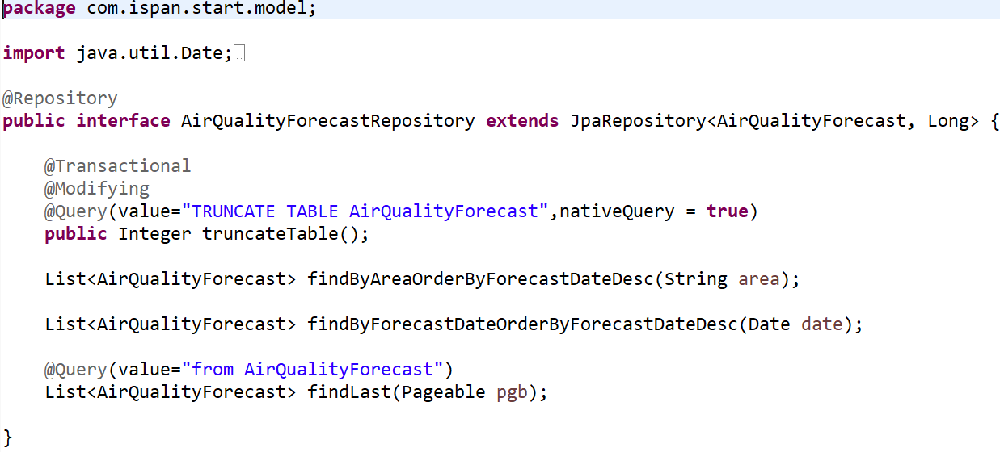 package com.ispan.start.model;
import java.util.Date;
@Repository
public interface AirQualityForecastRepository extends JpaRepository<AirQualityForecast, Long> {
@Transactional
@Modifying
@Query(value="TRUNCATE TABLE AirQualityForecast",nativeQuery = true)
public Integer truncateTable();
List<AirQualityForecast> findByAreaOrderByForecastDateDesc(String area);
List<AirQualityForecast> findByForecastDateOrderByForecastDateDesc(Date date);
@Query(value="from AirQualityForecast")
List<AirQualityForecast> findLast(Pageable pgb);
}